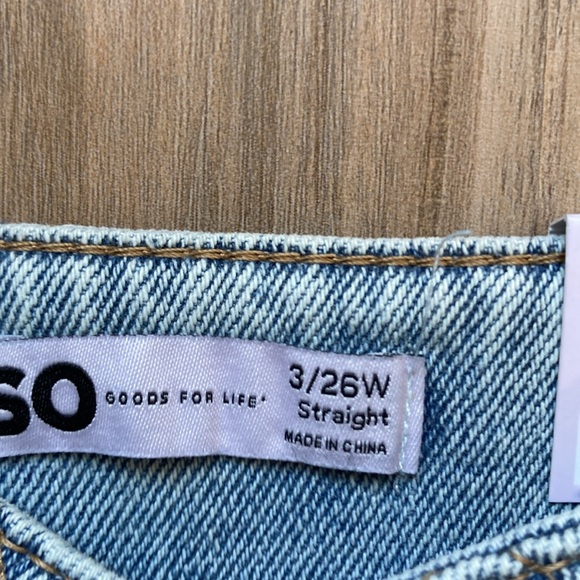 SO GOODS FOR LIFE•
3/26W
Straight
MADE IN CHINA